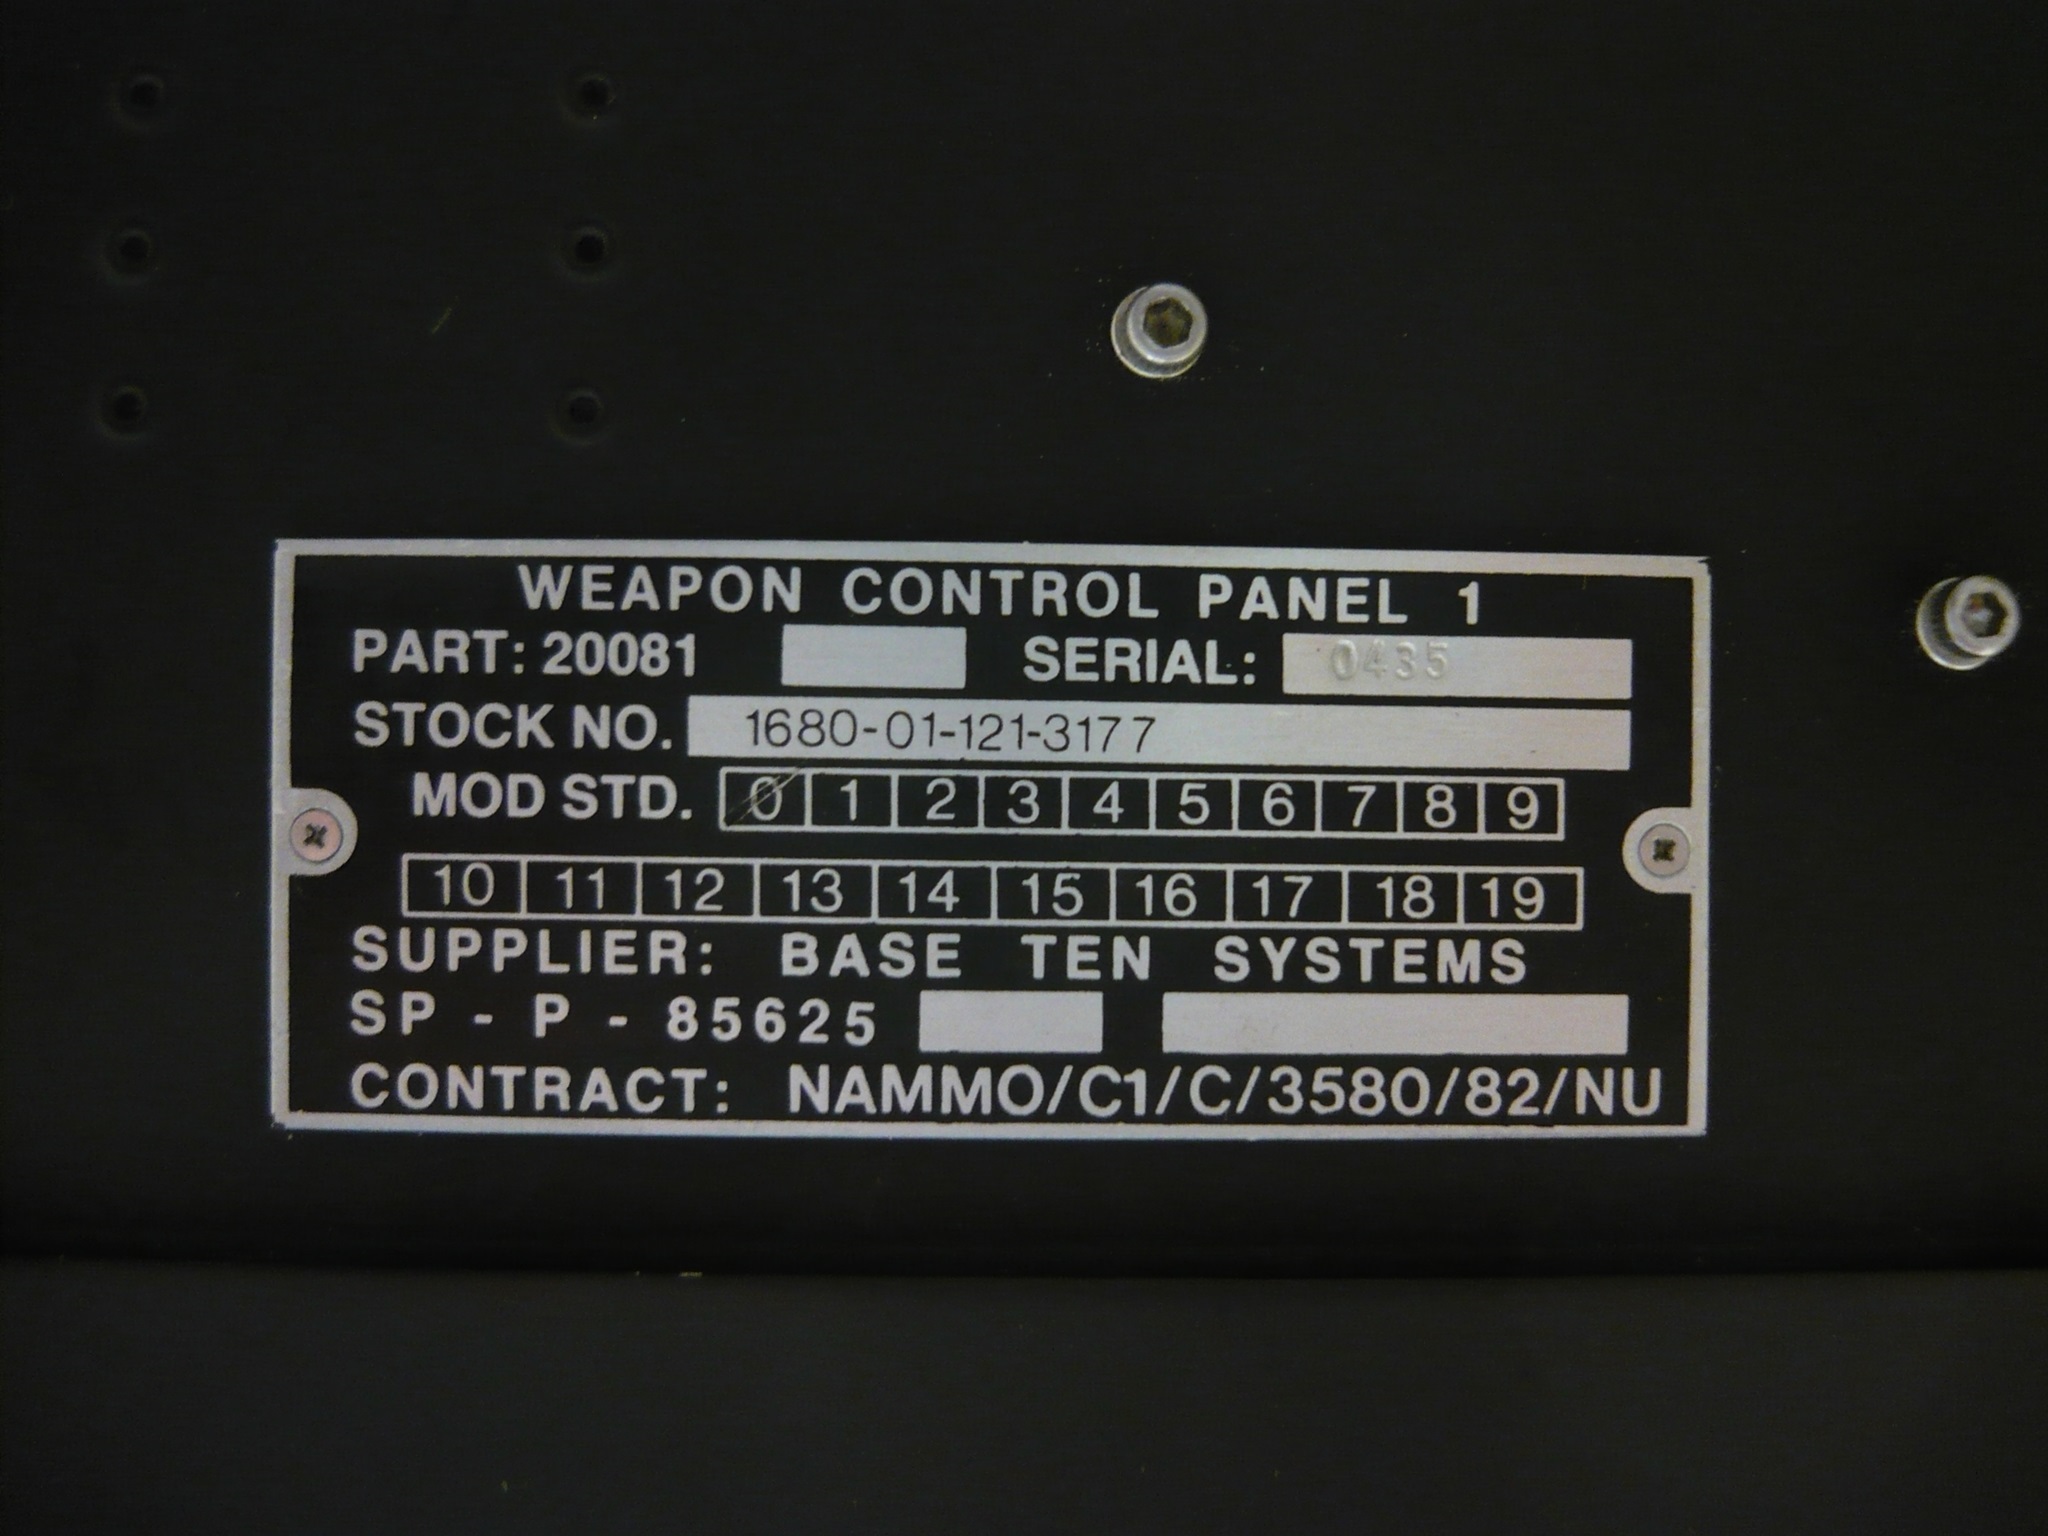 WEAPON CONTROL PANEL 1
PART: 20081 SERIAL: 0435
STOCK NO. 1680-01-121-3177
MOD STD. 0 1 2 3 4 5 6 7 8 9
10 11 12 13 14 15 16 17 18 19
SUPPLIER: BASE TEN SYSTEMS
SP - P - 85625
CONTRACT: NAMMO/C1/C/3580/82/NU